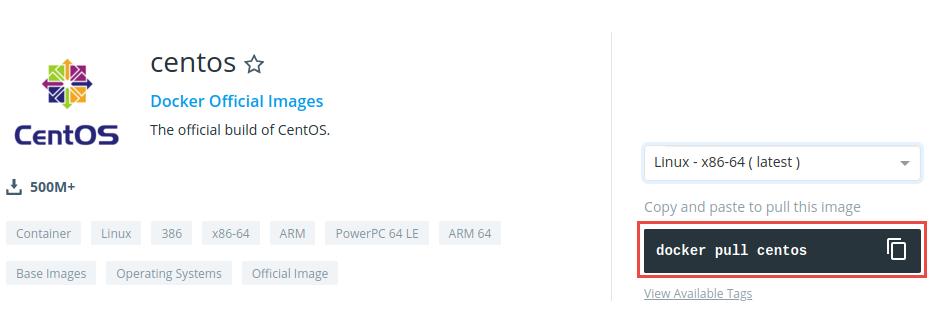 centos
Docker Official Images
The official build of CentOS.
CentOS
500M+
Container Linux 386 x86-64 ARM PowerPC 64 LE ARM 64
Base Images Operating Systems Official Image
Linux - x86-64 ( latest )
Copy and paste to pull this image
docker pull centos
View Available Tags